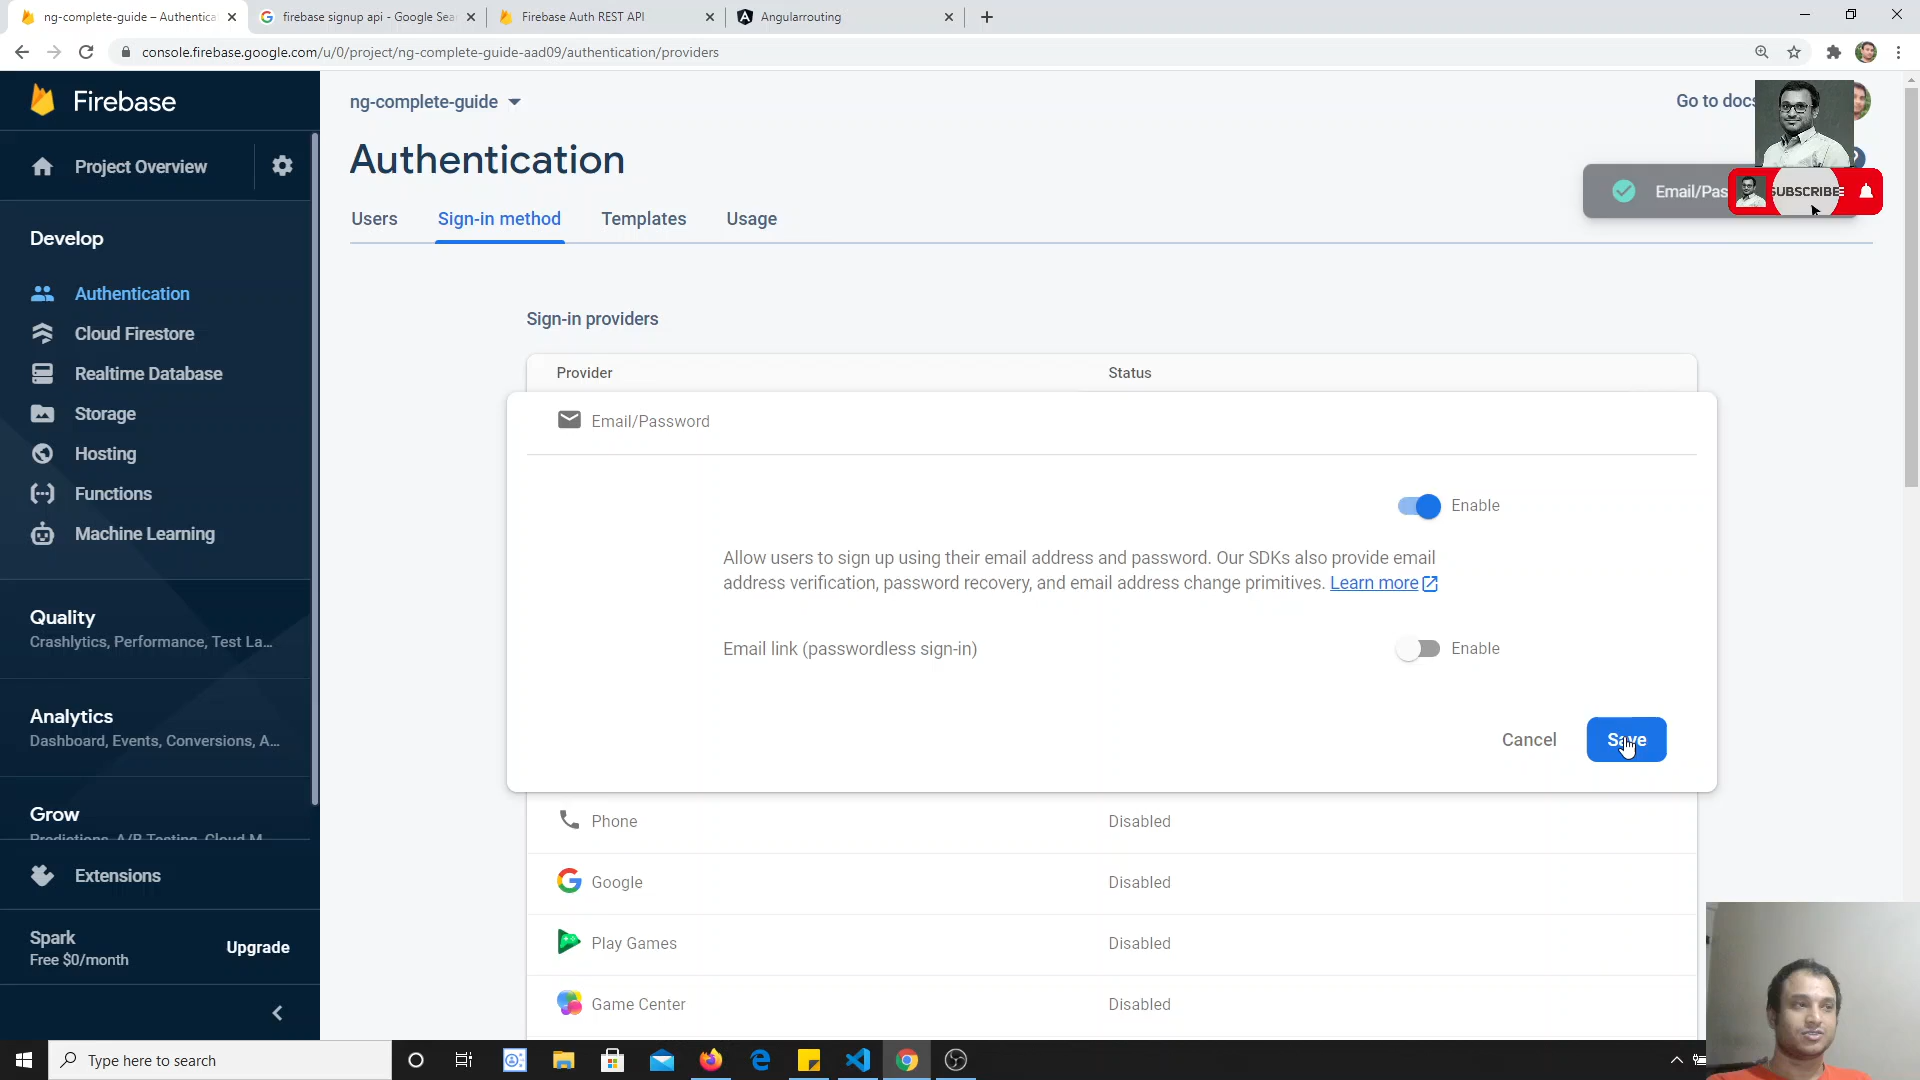 ng-complete-guide – Authentica
firebase signup api - Google Sea
Firebase Auth REST API
Angularrouting
console.firebase.google.com/u/0/project/ng-complete-guide-aad09/authentication/providers
Firebase
Project Overview
Develop
Authentication
Cloud Firestore
Realtime Database
Storage
Hosting
Functions
Machine Learning
Quality
Crashlytics, Performance, Test La...
Analytics
Dashboard, Events, Conversions, A...
Grow
Predictions, A/B Testing, Cloud M
Extensions
Spark
Free $0/month
Upgrade
ng-complete-guide
Go to docs
Authentication
Email/Pas
SUBSCRIBE
Users
Sign-in method
Templates
Usage
Sign-in providers
Provider
Status
Email/Password
Enable
Allow users to sign up using their email address and password. Our SDKs also provide email
address verification, password recovery, and email address change primitives. Learn more
Email link (passwordless sign-in)
Enable
Cancel
Save
Phone
Disabled
Google
Disabled
Play Games
Disabled
Game Center
Disabled
Type here to search